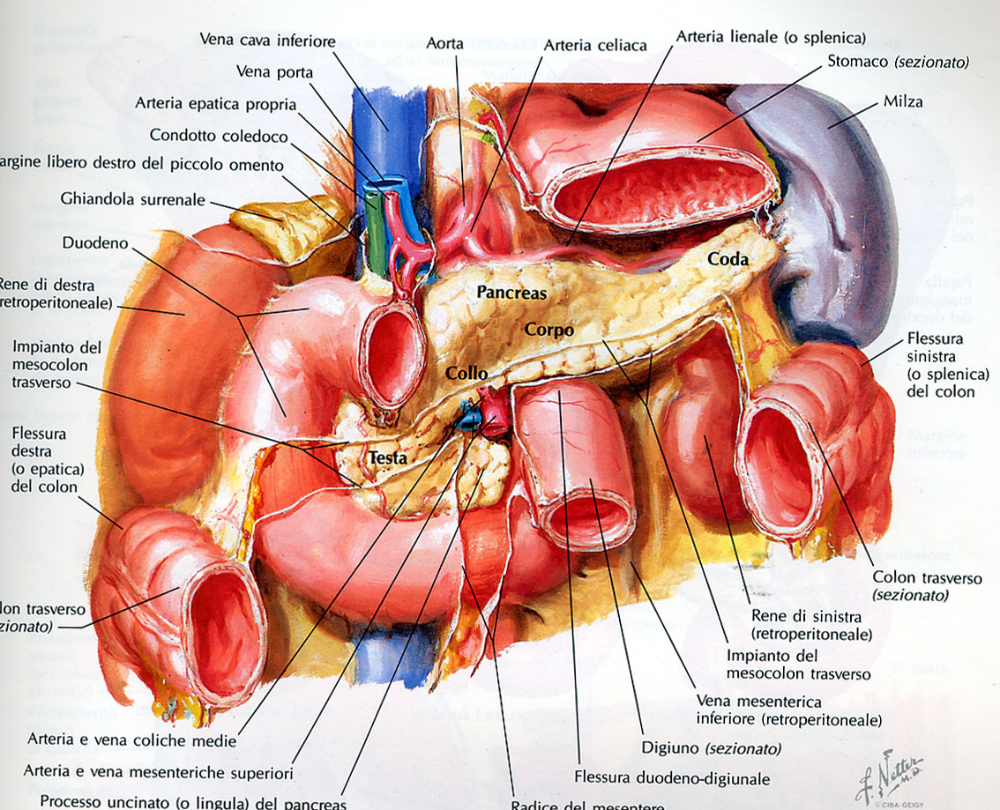 Vena cava inferiore
Aorta
Arteria celiaca
Arteria lienale (o splenica)
Vena porta
Stomaco (sezionato)
Arteria epatica propria
Milza
Condotto coledoco
argine libero destro del piccolo omento
Ghiandola surrenale
Duodeno
Coda
Rene di destra
retroperitoneale)
Pancreas
Corpo
Impianto del
mesocolon
trasverso
Collo
Flessura
sinistra
(o splenica)
del colon
Flessura
destra
(o epatica)
del colon
Testa
lon trasverso
zionato)
Colon trasverso
(sezionato)
Rene di sinistra
(retroperitoneale)
Impianto del
mesocolon trasverso
Vena mesenterica
inferiore (retroperitoneale)
Arteria e vena coliche medie
Digiuno (sezionato)
Arteria e vena mesenteriche superiori
Flessura duodeno-digiunale
Processo uncinato (o lingula) del pancreas
Radice del mesentere
F. Netter
M.D.
©CIBA-GEIGY